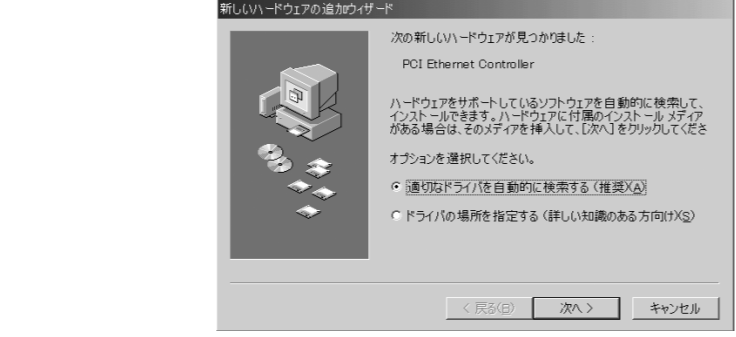 新しいハードウェアの追加ウィザード
次の新しいハードウェアが見つかりました :
PCI Ethernet Controller
ハードウェアをサポートしているソフトウェアを自動的に検索して、
インストールできます。ハードウェアに付属のインストール メディア
がある場合は、そのメディアを挿入して、[次へ] をクリックしてくださ
オプションを選択してください。
適切なドライバを自動的に検索する (推奨)(A)
ドライバの場所を指定する (詳しい知識のある方向け)(S)
< 戻る(B)
次へ >
キャンセル